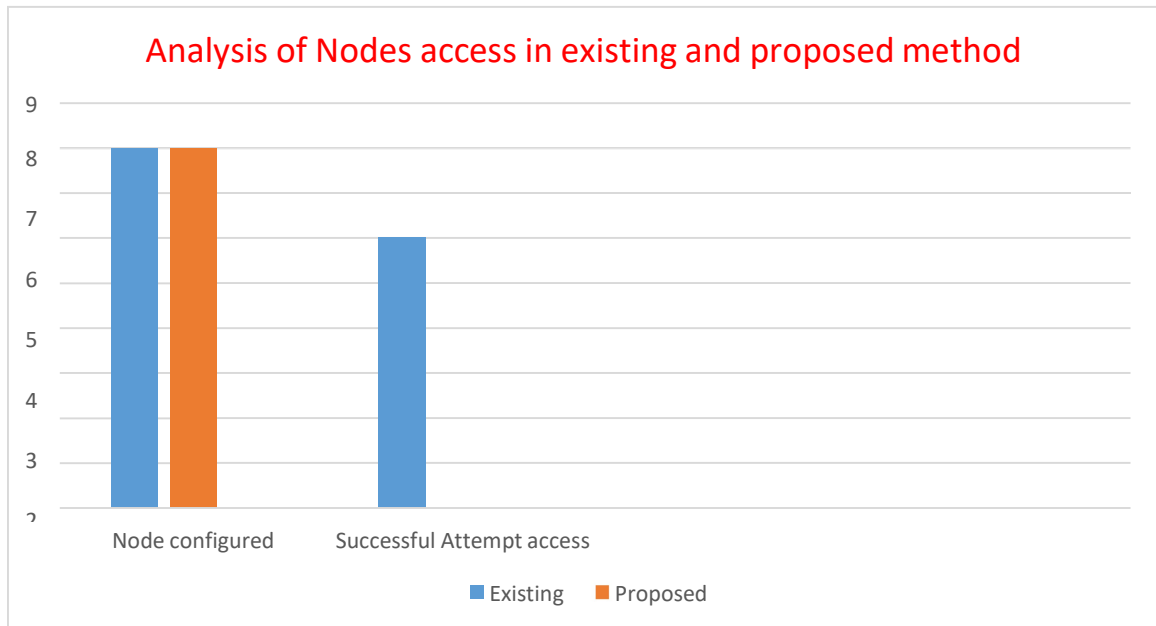 Analysis of Nodes access in existing and proposed method
9
8
7
6
5
4
3
Node configured Successful Attempt access
Existing Proposed